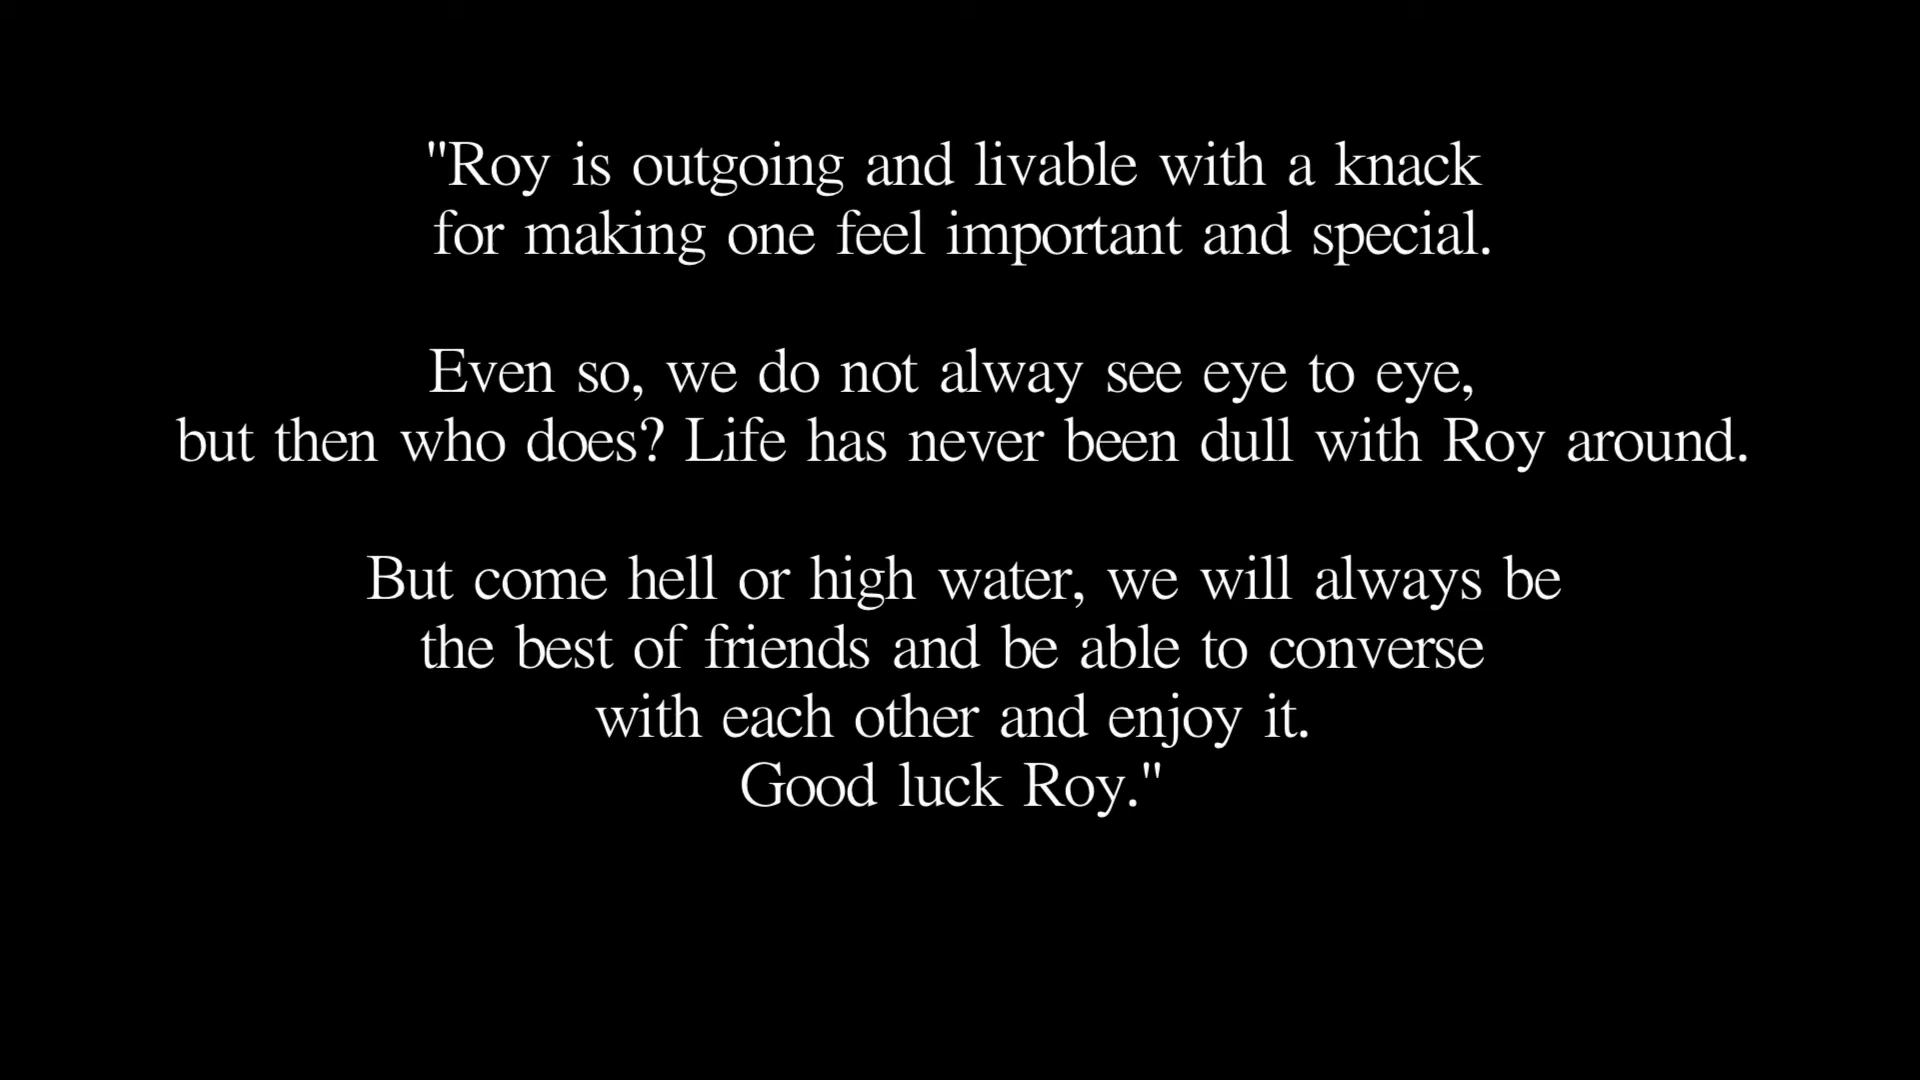 "Roy is outgoing and livable with a knack
for making one feel important and special.
Even so, we do not alway see eye to eye,
but then who does? Life has never been dull with Roy around.
But come hell or high water, we will always be
the best of friends and be able to converse
with each other and enjoy it.
Good luck Roy."